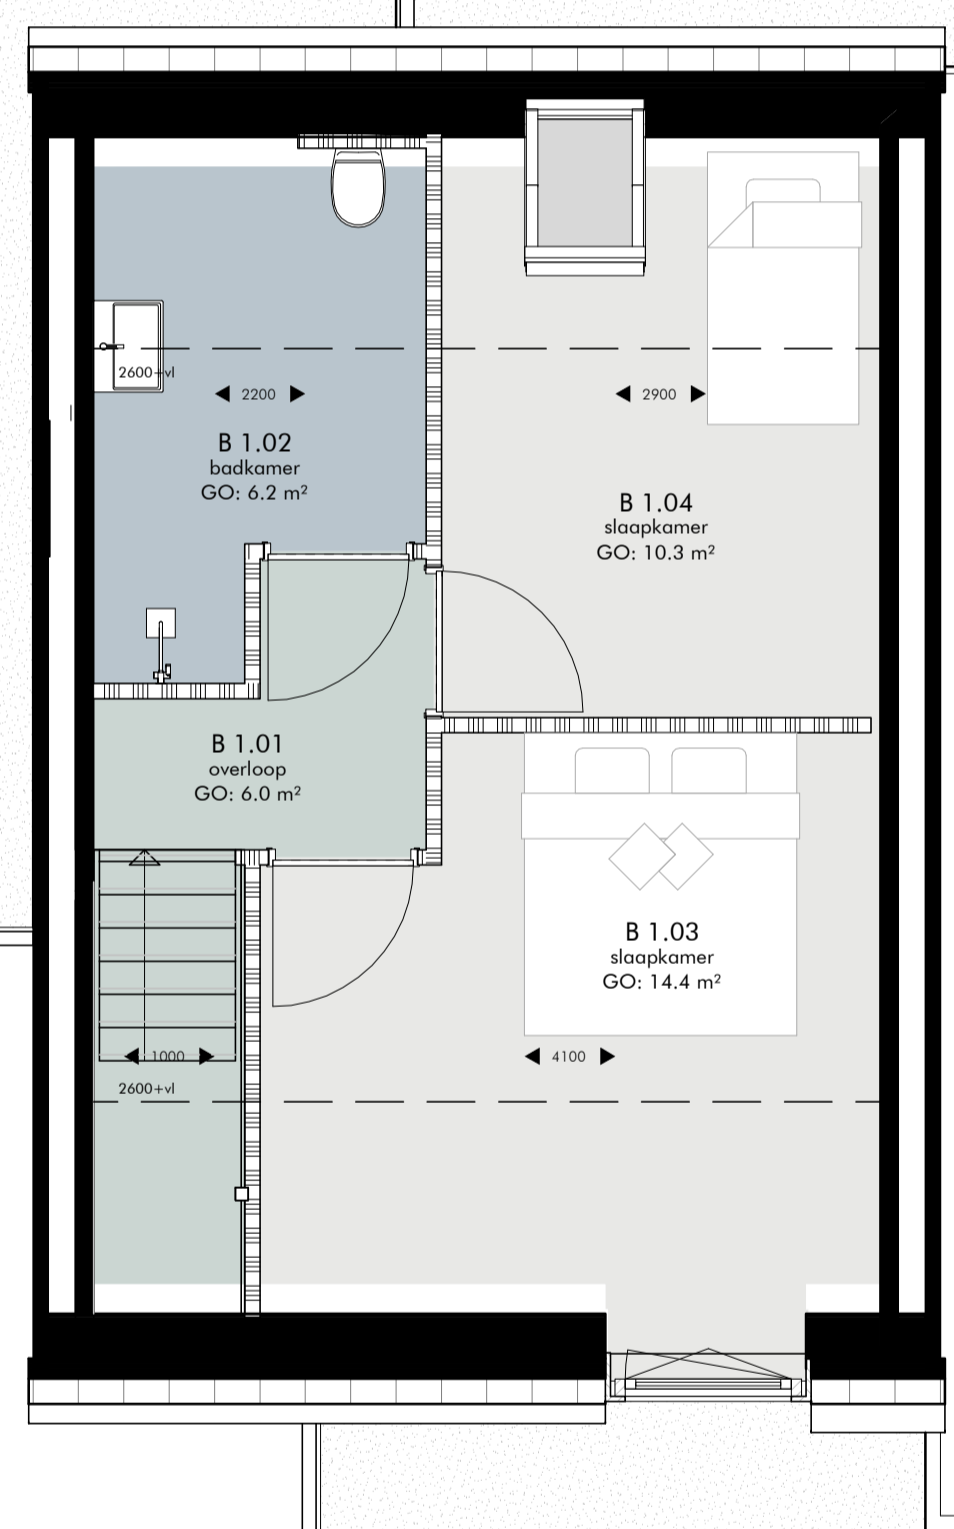 2600+vl
2200
2900
B 1.02
badkamer
GO: 6.2 m²
B 1.04
slaapkamer
GO: 10.3 m²
B 1.01
overloop
GO: 6.0 m²
B 1.03
slaapkamer
GO: 14.4 m²
1000
4100
2600+vl